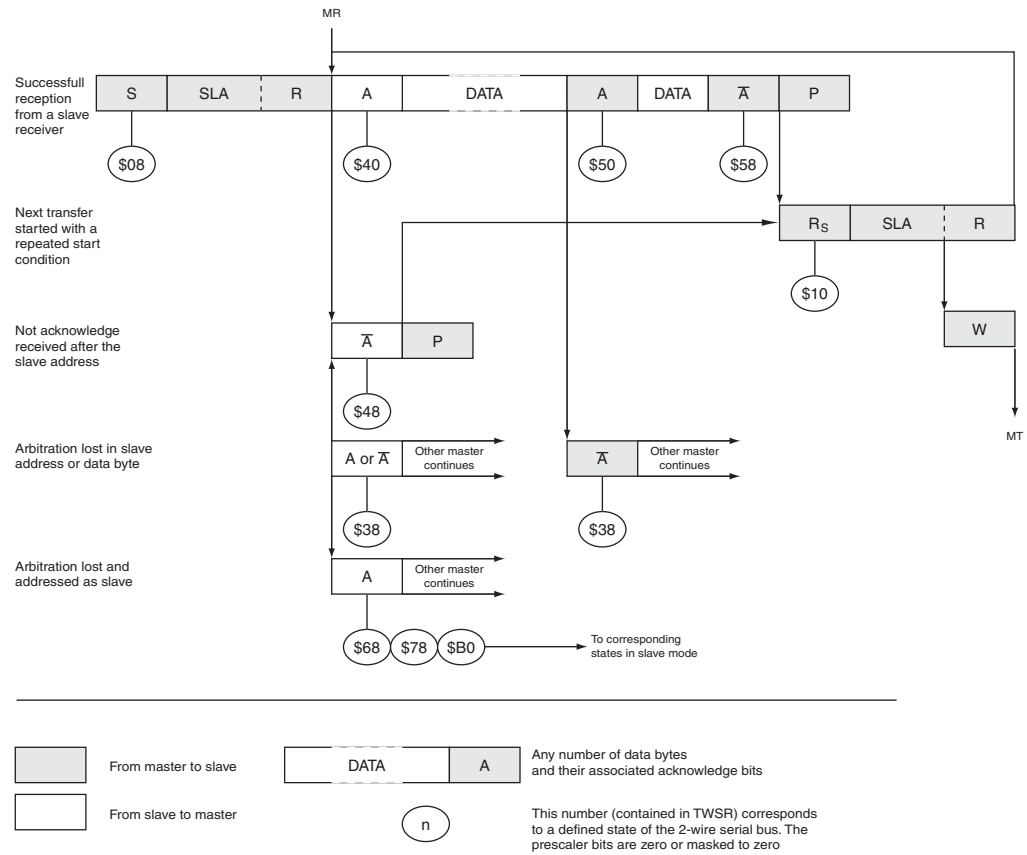 MR
Successfull
reception
from a slave
receiver
S SLA R A DATA A DATA A̅ P
$08 $40 $50 $58
Next transfer
started with a
repeated start
condition
RS SLA R
$10
Not acknowledge
received after the
slave address
A̅ P
W
$48
MT
Arbitration lost in slave
address or data byte
A or A̅
Other master
continues
A̅
Other master
continues
$38 $38
Arbitration lost and
addressed as slave
A
Other master
continues
$68 $78 $B0
To corresponding
states in slave mode
From master to slave
DATA A
Any number of data bytes
and their associated acknowledge bits
From slave to master
n
This number (contained in TWSR) corresponds
to a defined state of the 2-wire serial bus. The
prescaler bits are zero or masked to zero